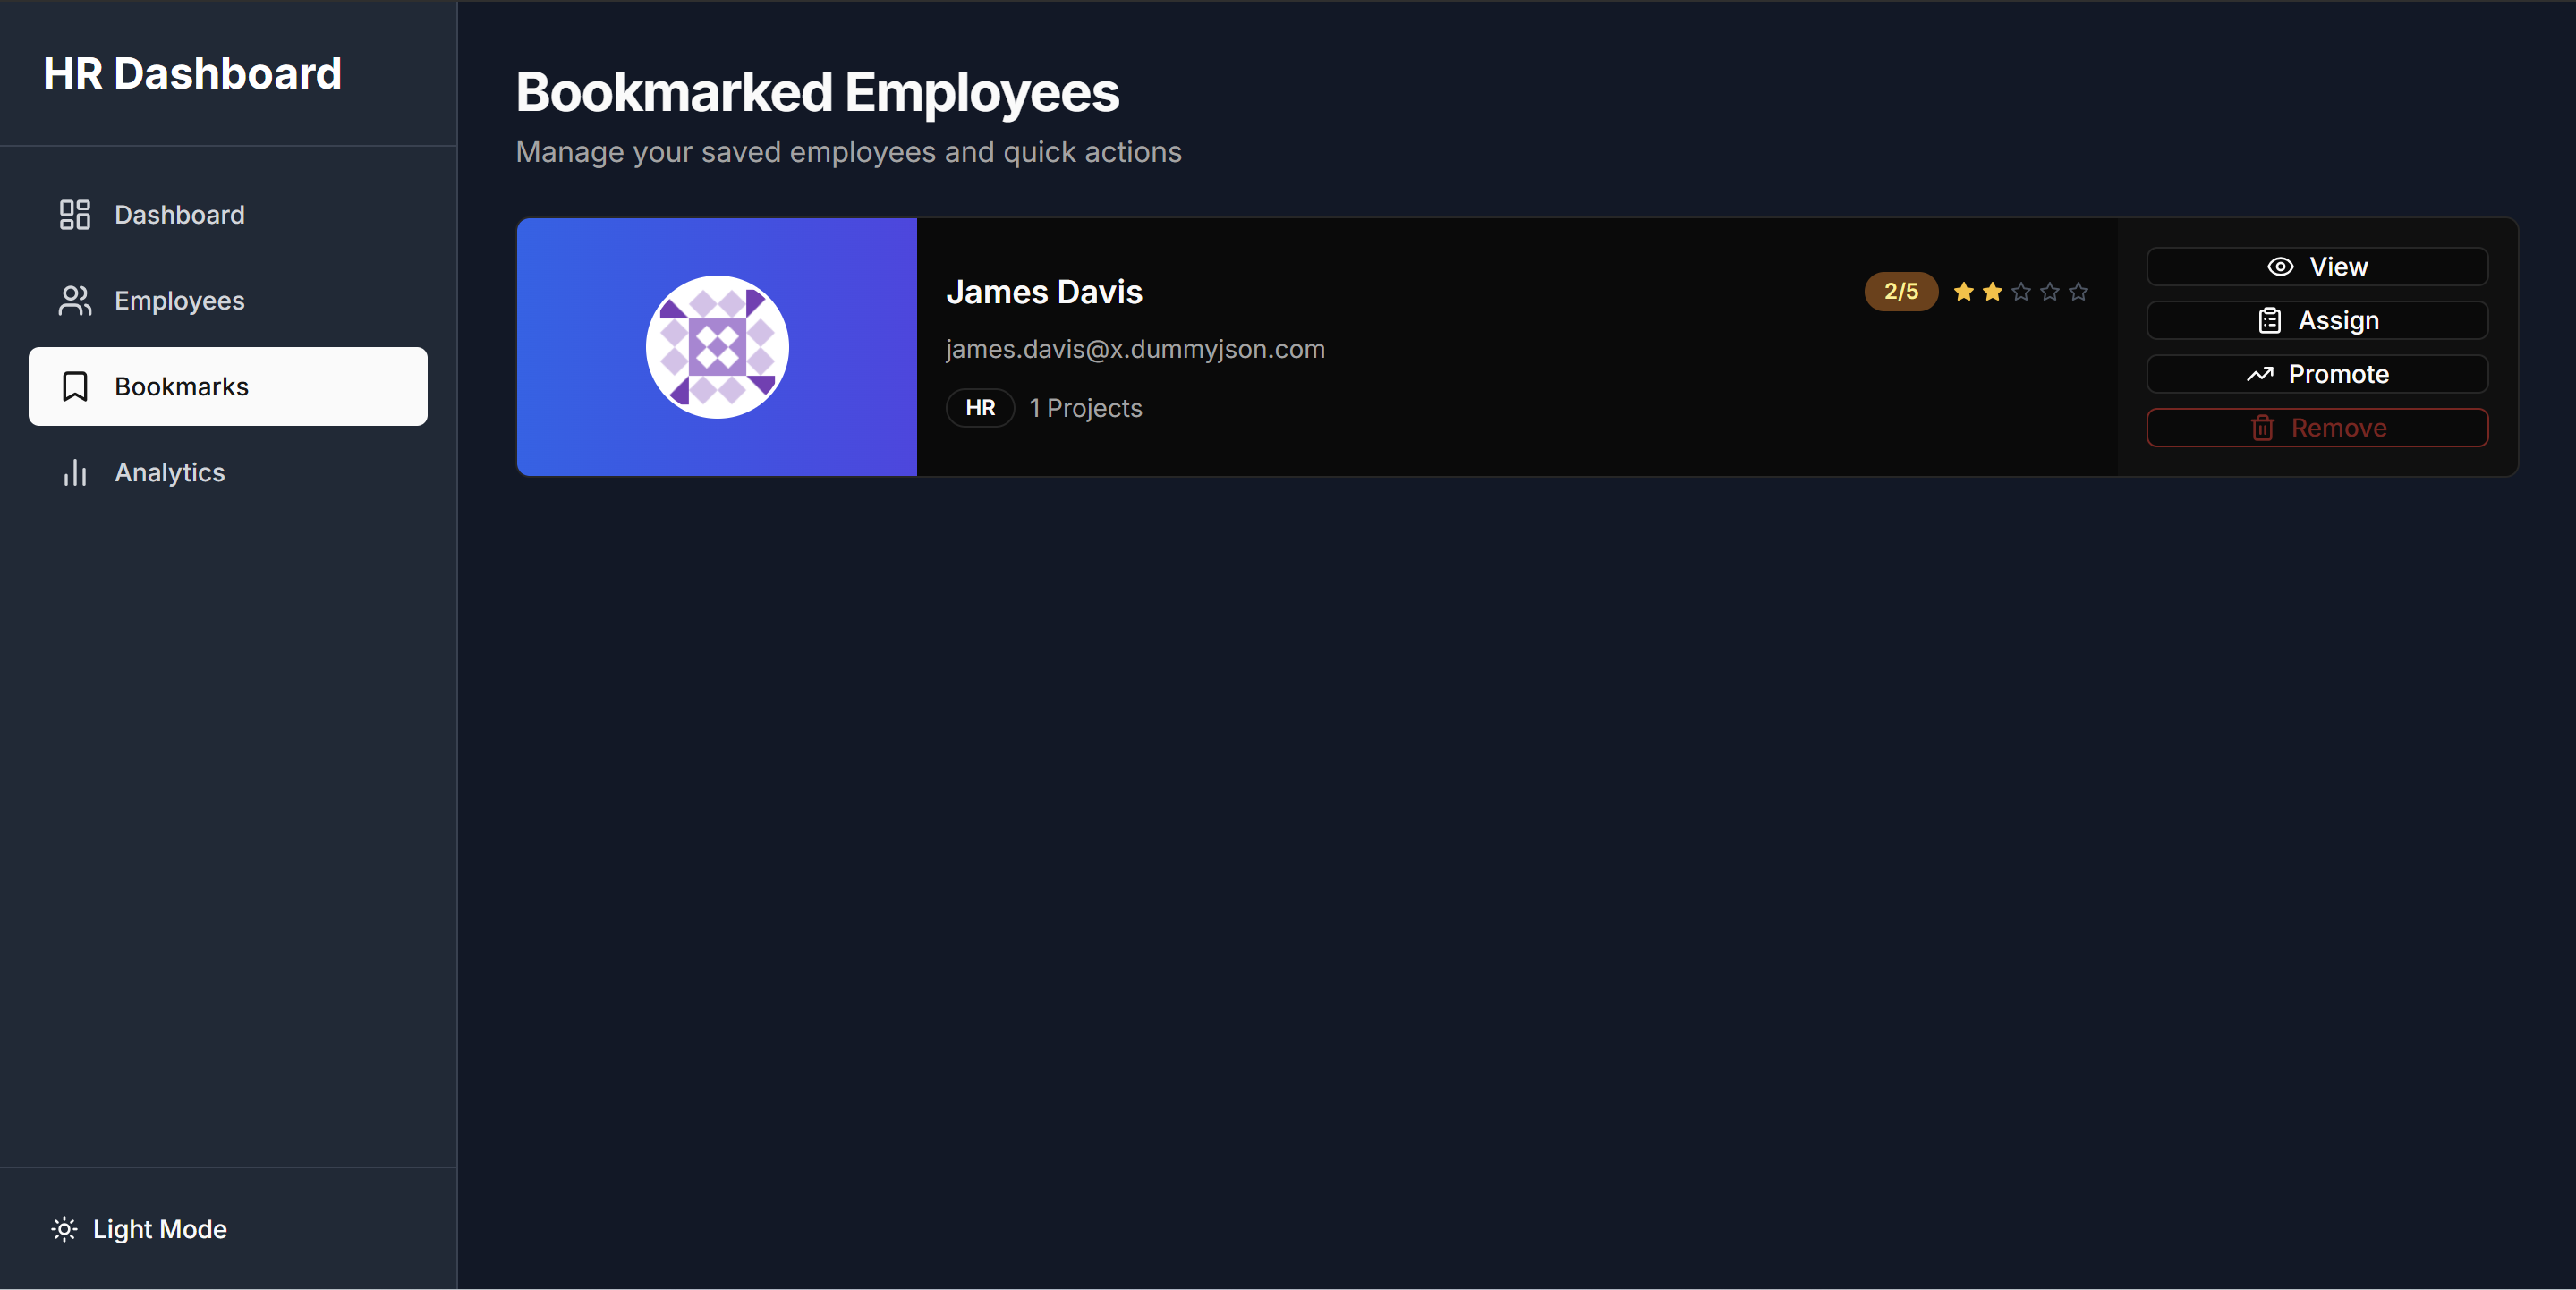 HR Dashboard
Dashboard
Employees
Bookmarks
Analytics
Light Mode
Bookmarked Employees
Manage your saved employees and quick actions
James Davis
2/5
james.davis@x.dummyjson.com
HR 1 Projects
View
Assign
Promote
Remove